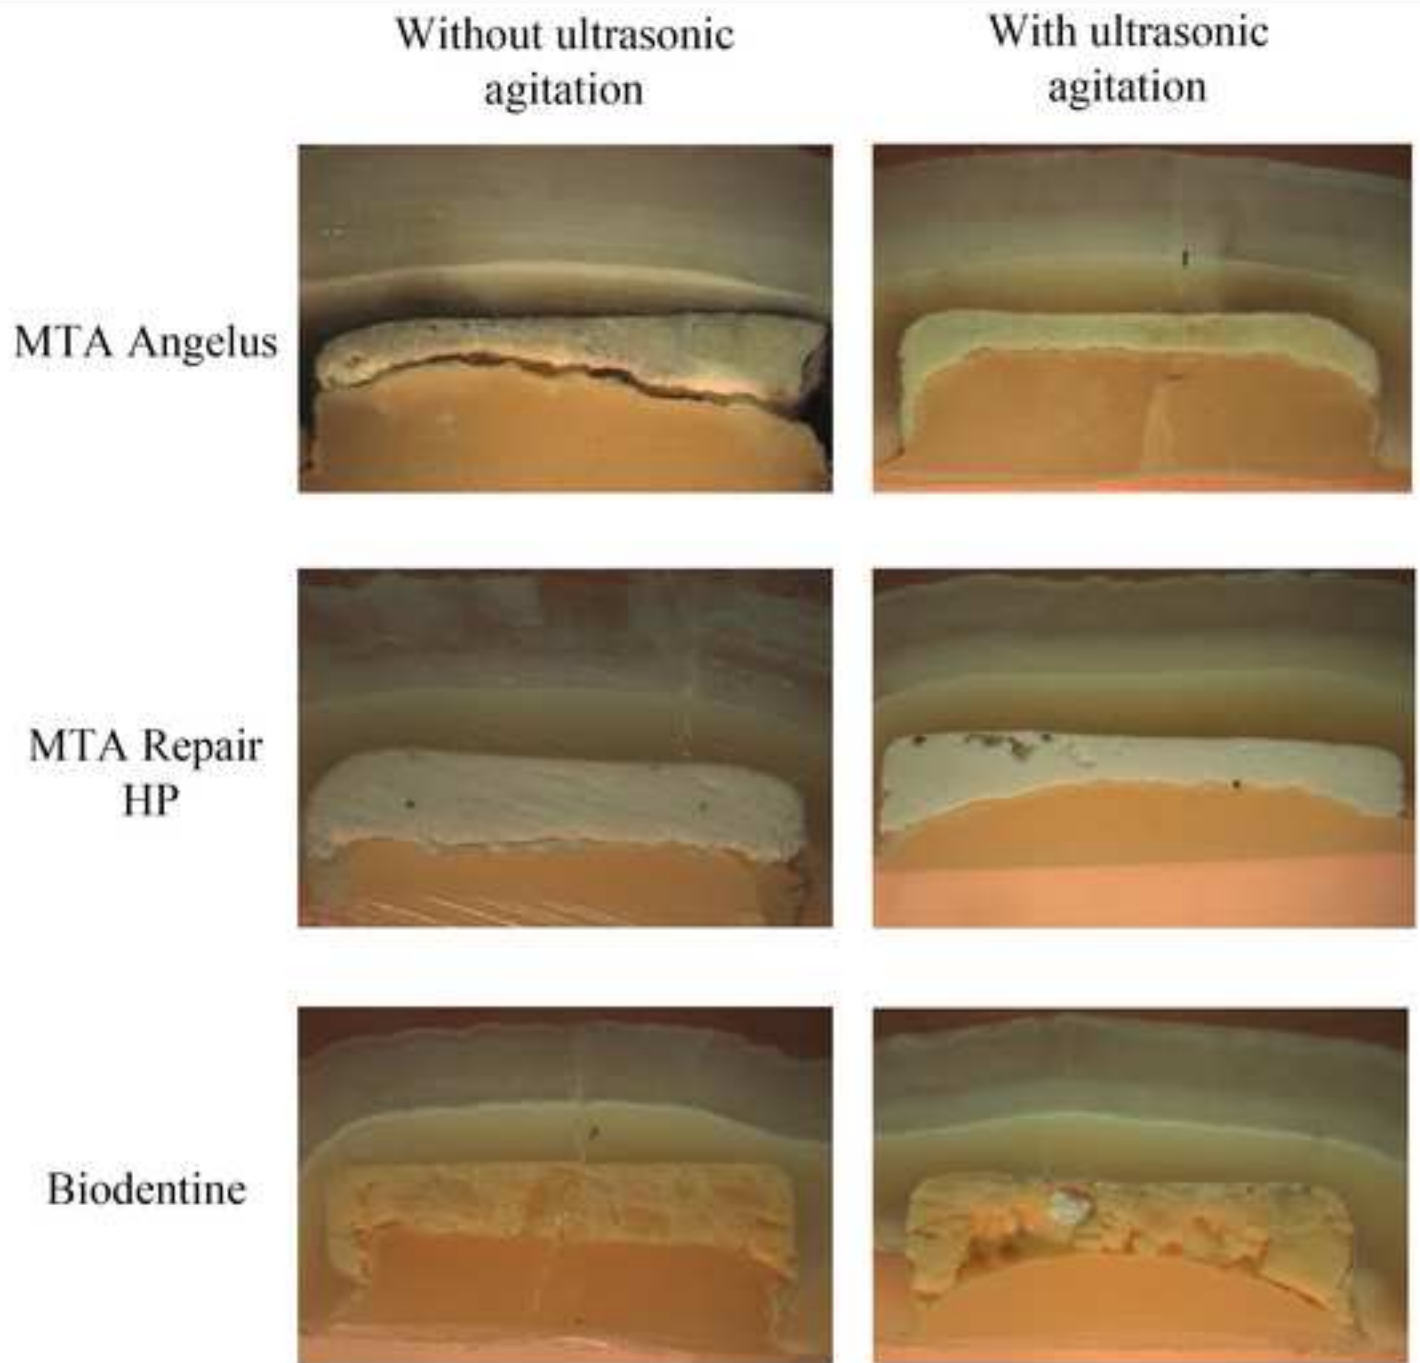 Without ultrasonic
agitation
With ultrasonic
agitation
MTA Angelus
MTA Repair
HP
Biodentine